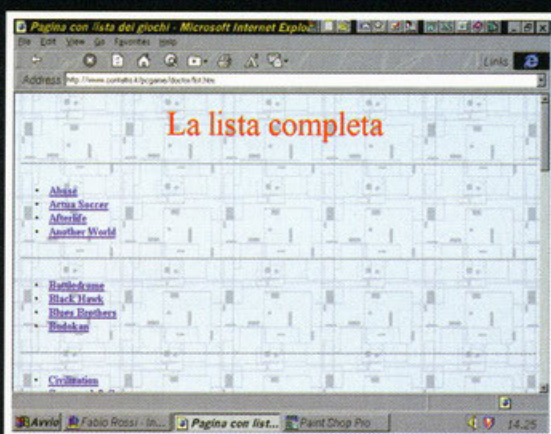 Pagina con lista dei giochi - Microsoft Internet Explo
File Edit View Go Favorites Help
Links
Address
La lista completa
Abuse
Actua Soccer
Afterlife
Another World
Battledrome
Black Hawk
Blues Brothers
Budokan
Civilization
Avvio Fabio Rossi - In... Pagina con list... Paint Shop Pro 14.25